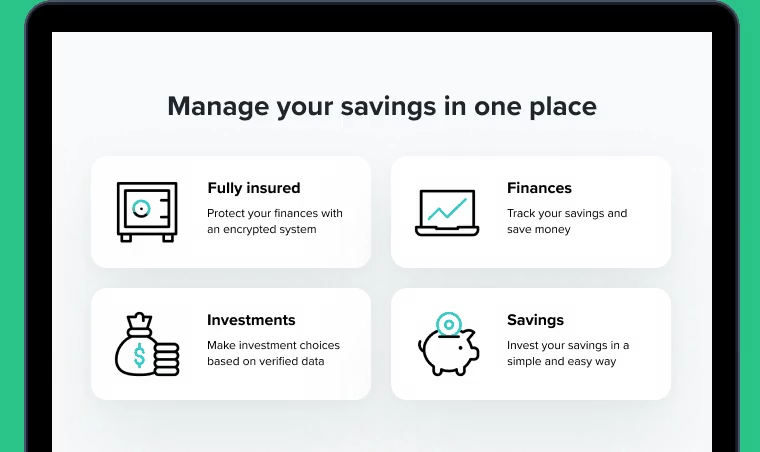 Manage your savings in one place
Fully insured
Protect your finances with
an encrypted system
Finances
Track your savings and
save money
Investments
Make investment choices
based on verified data
$
Savings
Invest your savings in a
simple and easy way